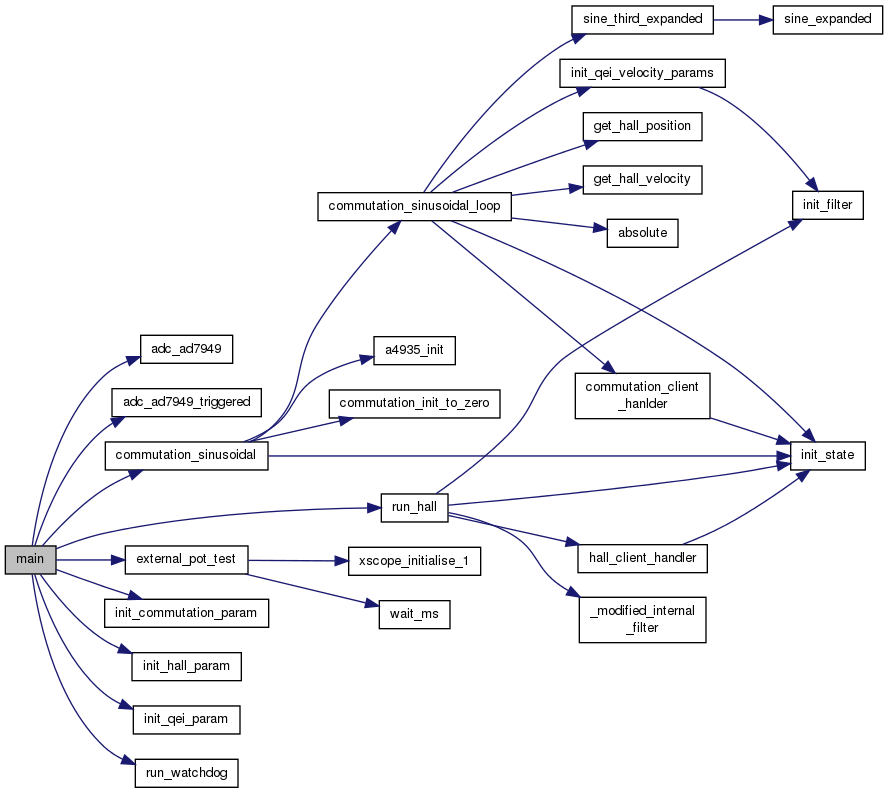 sine_third_expanded
sine_expanded
init_qei_velocity_params
get_hall_position
get_hall_velocity
init_filter
commutation_sinusoidal_loop
absolute
adc_ad7949
a4935_init
adc_ad7949_triggered
commutation_init_to_zero
commutation_client
_hanlder
commutation_sinusoidal
init_state
run_hall
main
external_pot_test
xscope_initialise_1
hall_client_handler
init_commutation_param
wait_ms
_modified_internal
_filter
init_hall_param
init_qei_param
run_watchdog